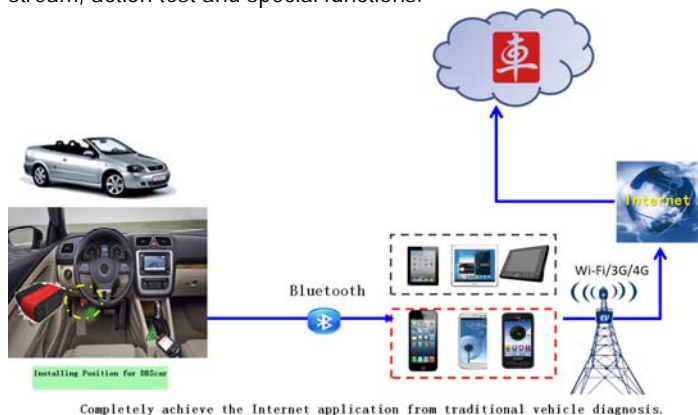 stream, action test and special functions.
車
Internet
Wi-Fi/3G/4G
Bluetooth
Installing Position for DBScar
Completely achieve the Internet application from traditional vehicle diagnosis.